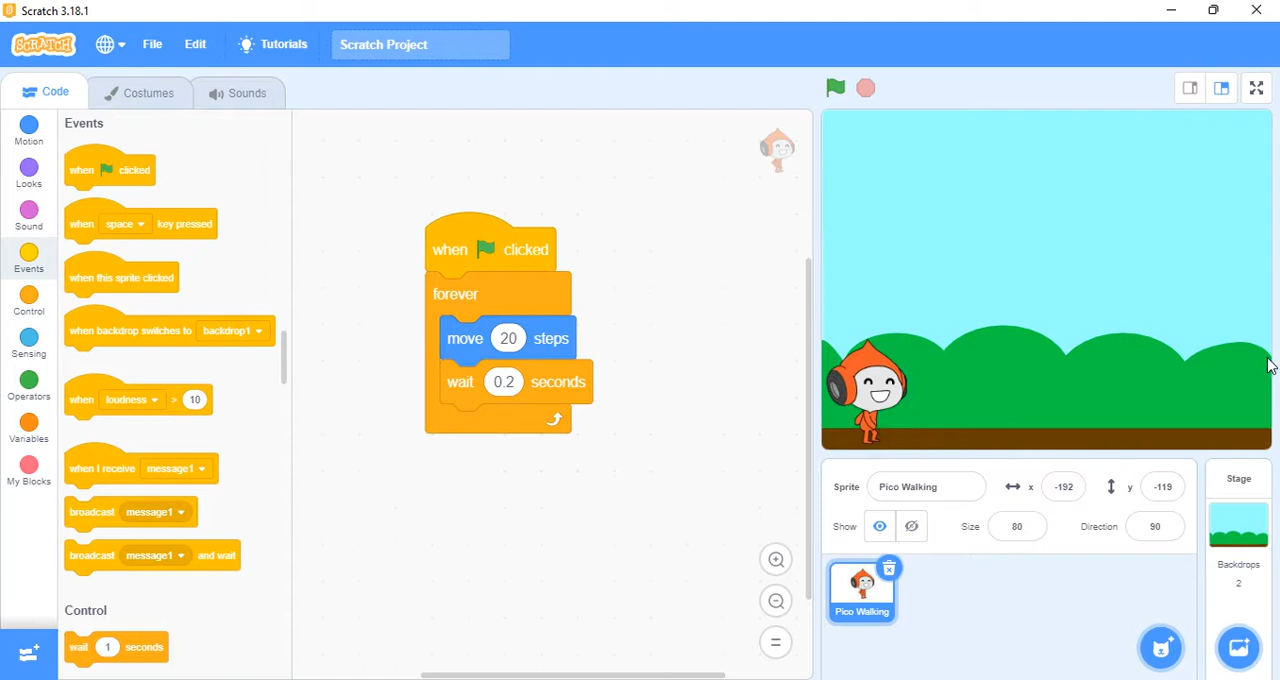 Scratch 3.18.1
SCRATCH File Edit Tutorials Scratch Project
Code Costumes Sounds
Motion
Looks
Sound
Events
Control
Sensing
Operators
Variables
My Blocks
Events
when clicked
when space key pressed
when this sprite clicked
when backdrop switches to backdrop1
when loudness > 10
when I receive message1
broadcast message1
broadcast message1 and wait
Control
wait 1 seconds
when clicked
forever
move 20 steps
wait 0.2 seconds
Sprite Pico Walking x -192 y -119
Show Size 80 Direction 90
Pico Walking
Stage
Backdrops
2